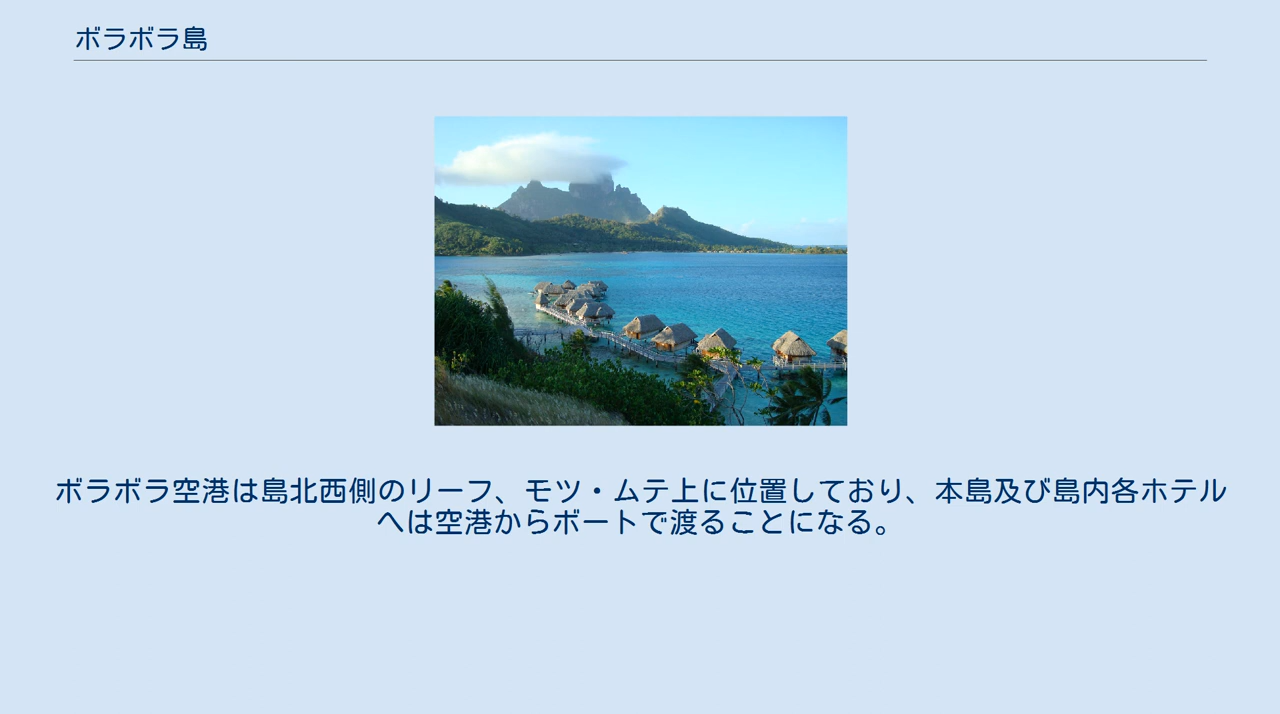 ボラボラ島
ボラボラ空港は島北西側のリーフ、モツ・ムテ上に位置しており、本島及び島内各ホテル
へは空港からボートで渡ることになる。